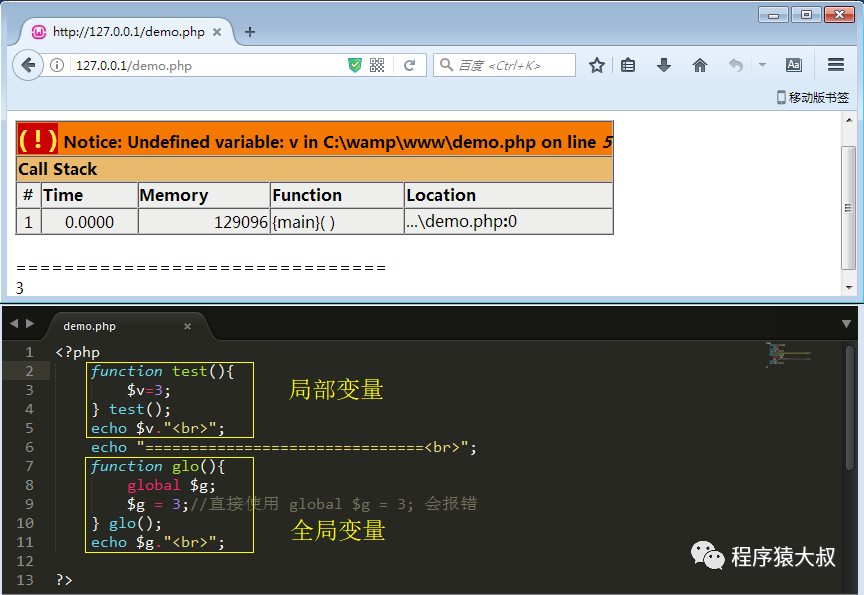 http://127.0.0.1/demo.php × +
127.0.0.1/demo.php
百度 <Ctrl+K>
Aa
移动版书签
( ! ) Notice: Undefined variable: v in C:\wamp\www\demo.php on line 5
Call Stack
# Time Memory Function Location
1 0.0000 129096 {main}( ) ...\demo.php:0
==============================
3
demo.php ×
1 <?php
2 function test(){
3 $v=3;
局部变量
4 } test();
5 echo $v."<br>";
6 echo "==============================<br>";
7 function glo(){
8 global $g;
9 $g = 3;//直接使用 global $g = 3; 会报错
10 } glo();
全局变量
11 echo $g."<br>";
12
13 ?>
程序猿大叔